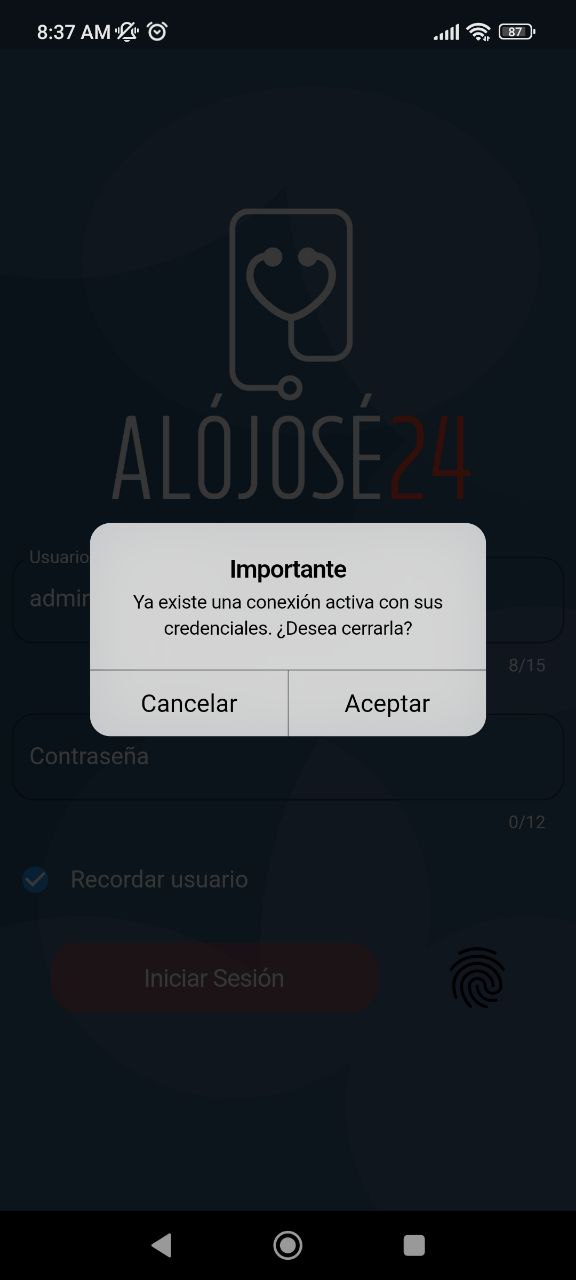 8:37 AM
87
ALÓJOSÉ24
Usuario
Importante
Ya existe una conexión activa con sus
credenciales. ¿Desea cerrarla?
Cancelar
Aceptar
8/15
Contraseña
0/12
Recordar usuario
Iniciar Sesión